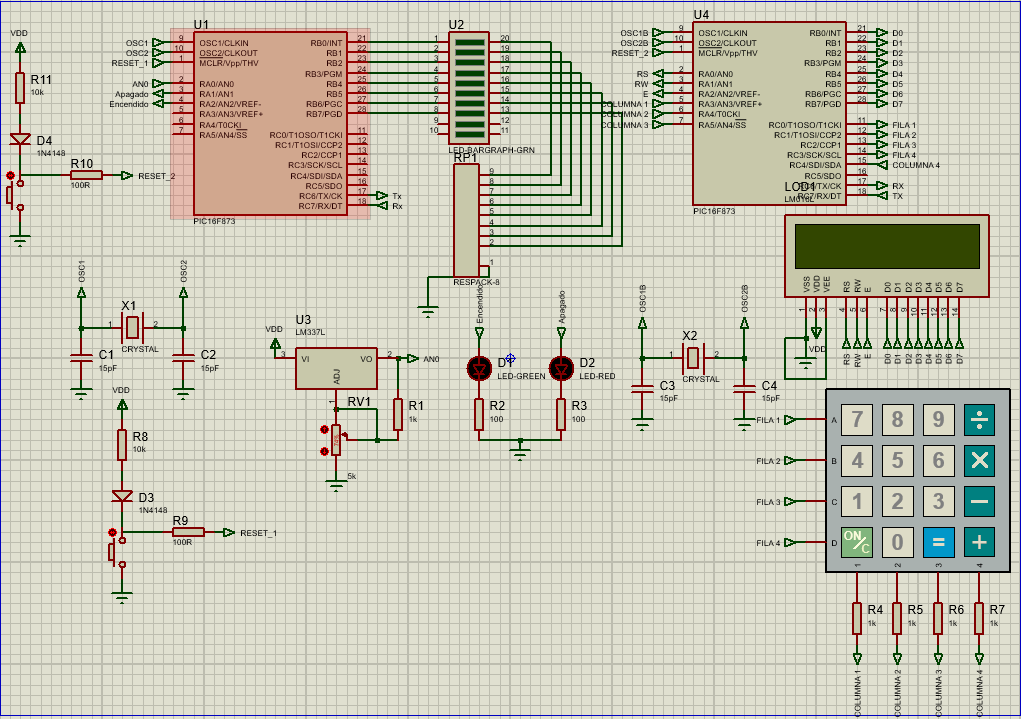 VDD
R11
10k
D4
1N4148
R10
100R
RESET_2
U1
OSC1 9 OSC1/CLKIN RB0/INT 21
OSC2 10 OSC2/CLKOUT RB1 22
RESET_1 1 MCLR/Vpp/THV RB2 23
RB3/PGM 24
AN0 2 RA0/AN0 RB4 25
Apagado 3 RA1/AN1 RB5 26
Encendido 4 RA2/AN2/VREF- RB6/PGC 27
5 RA3/AN3/VREF+ RB7/PGD 28
6 RA4/T0CKI
7 RA5/AN4/SS RC0/T1OSO/T1CKI 11
RC1/T1OSI/CCP2 12
RC2/CCP1 13
RC3/SCK/SCL 14
RC4/SDI/SDA 15
RC5/SDO 16
RC6/TX/CK 17 Tx
RC7/RX/DT 18 Rx
PIC16F873
U2
1 20
2 19
3 18
4 17
5 16
6 15
7 14
8 13
9 12
10 11
LED-BARGRAPH-GRN
RP1
9
8
7
6
5
4
3
2
1
RESPACK-8
U4
OSC1B 9 OSC1/CLKIN RB0/INT 21 D0
OSC2B 10 OSC2/CLKOUT RB1 22 D1
RESET_2 1 MCLR/Vpp/THV RB2 23 D2
RB3/PGM 24 D3
RS 2 RA0/AN0 RB4 25 D4
RW 3 RA1/AN1 RB5 26 D5
E 4 RA2/AN2/VREF- RB6/PGC 27 D6
COLUMNA 1 5 RA3/AN3/VREF+ RB7/PGD 28 D7
COLUMNA 2 6 RA4/T0CKI
COLUMNA 3 7 RA5/AN4/SS RC0/T1OSO/T1CKI 11 FILA 1
RC1/T1OSI/CCP2 12 FILA 2
RC2/CCP1 13 FILA 3
RC3/SCK/SCL 14 FILA 4
RC4/SDI/SDA 15 COLUMNA 4
RC5/SDO 16
RC6/TX/CK 17 RX
RC7/RX/DT 18 TX
PIC16F873
LCD1
LM016L
VSS VDD VEE RS RW E D0 D1 D2 D3 D4 D5 D6 D7
1 2 3 4 5 6 7 8 9 10 11 12 13 14
VDD
RS RW E D0 D1 D2 D3 D4 D5 D6 D7
OSC1
OSC2
X1
1 2
CRYSTAL
C1
15pF
C2
15pF
VDD
R8
10k
D3
1N4148
R9
100R
RESET_1
U3
LM337L
VDD
3 VI VO 2 AN0
ADJ
1
RV1
5k
R1
1k
Encendido
Apagado
D1
LED-GREEN
D2
LED-RED
R2
100
R3
100
OSC1B
OSC2B
X2
1 2
CRYSTAL
C3
15pF
C4
15pF
FILA 1 A 7 8 9 ÷
FILA 2 B 4 5 6 ×
FILA 3 C 1 2 3 −
FILA 4 D ON/C 0 = +
1 2 3 4
R4
1k
R5
1k
R6
1k
R7
1k
COLUMNA 1
COLUMNA 2
COLUMNA 3
COLUMNA 4